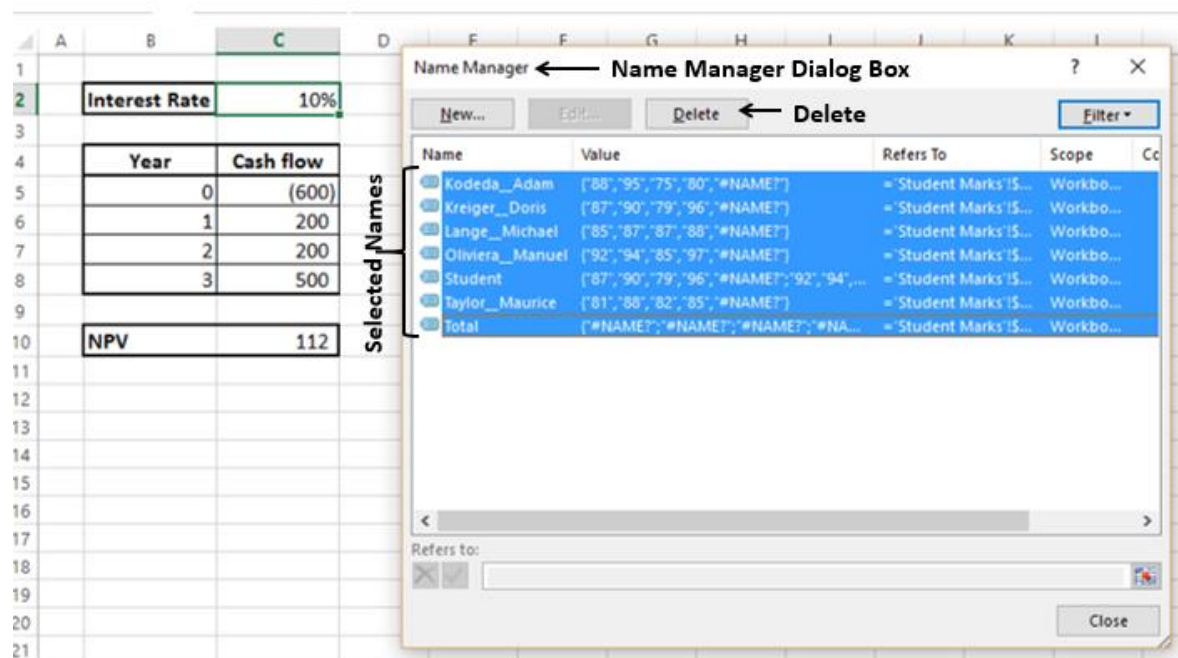 A B C D E F G H I J K L
1
2 Interest Rate 10%
3
4 Year Cash flow
5 0 (600)
6 1 200
7 2 200
8 3 500
9
10 NPV 112
11
12
13
14
15
16
17
18
19
20
21
Selected Names
Name Manager Name Manager Dialog Box ? ×
New... Edit... Delete Delete Filter
Name Value Refers To Scope Cc
Kodeda__Adam {"88","95","75","80","#NAME?"} ='Student Marks'!$... Workbo...
Kreiger__Doris {"87","90","79","96","#NAME?"} ='Student Marks'!$... Workbo...
Lange__Michael {"85","87","87","88","#NAME?"} ='Student Marks'!$... Workbo...
Oliviera__Manuel {"92","94","85","97","#NAME?"} ='Student Marks'!$... Workbo...
Student {"87","90","79","96","#NAME?";"92","94",... ='Student Marks'!$... Workbo...
Taylor__Maurice {"81","88","82","85","#NAME?"} ='Student Marks'!$... Workbo...
Total {"#NAME?";"#NAME?";"#NAME?";"#NA... ='Student Marks'!$... Workbo...
Refers to:
Close